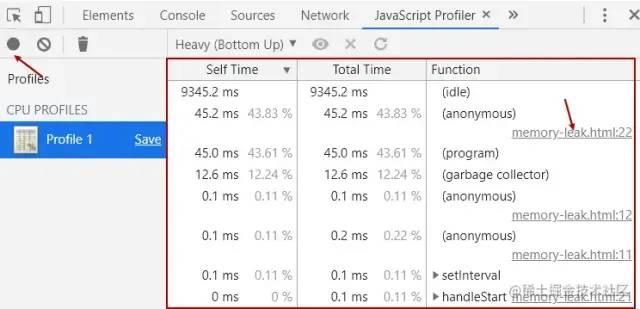 Elements Console Sources Network JavaScript Profiler × »
Heavy (Bottom Up) ▼
Profiles
CPU PROFILES
Profile 1 Save
Self Time ▼ Total Time Function
9345.2 ms 9345.2 ms (idle)
45.2 ms 43.83 % 45.2 ms 43.83 % (anonymous)
memory-leak.html:22
45.0 ms 43.61 % 45.0 ms 43.61 % (program)
12.6 ms 12.24 % 12.6 ms 12.24 % (garbage collector)
0.1 ms 0.11 % 0.1 ms 0.11 % (anonymous)
memory-leak.html:12
0.1 ms 0.11 % 0.2 ms 0.22 % (anonymous)
memory-leak.html:11
0.1 ms 0.11 % 0.1 ms 0.11 % ▶ setInterval
0 ms 0 % 0.1 ms 0.11 % ▶ handleStart memory-leak.html:21
@稀土掘金技术社区